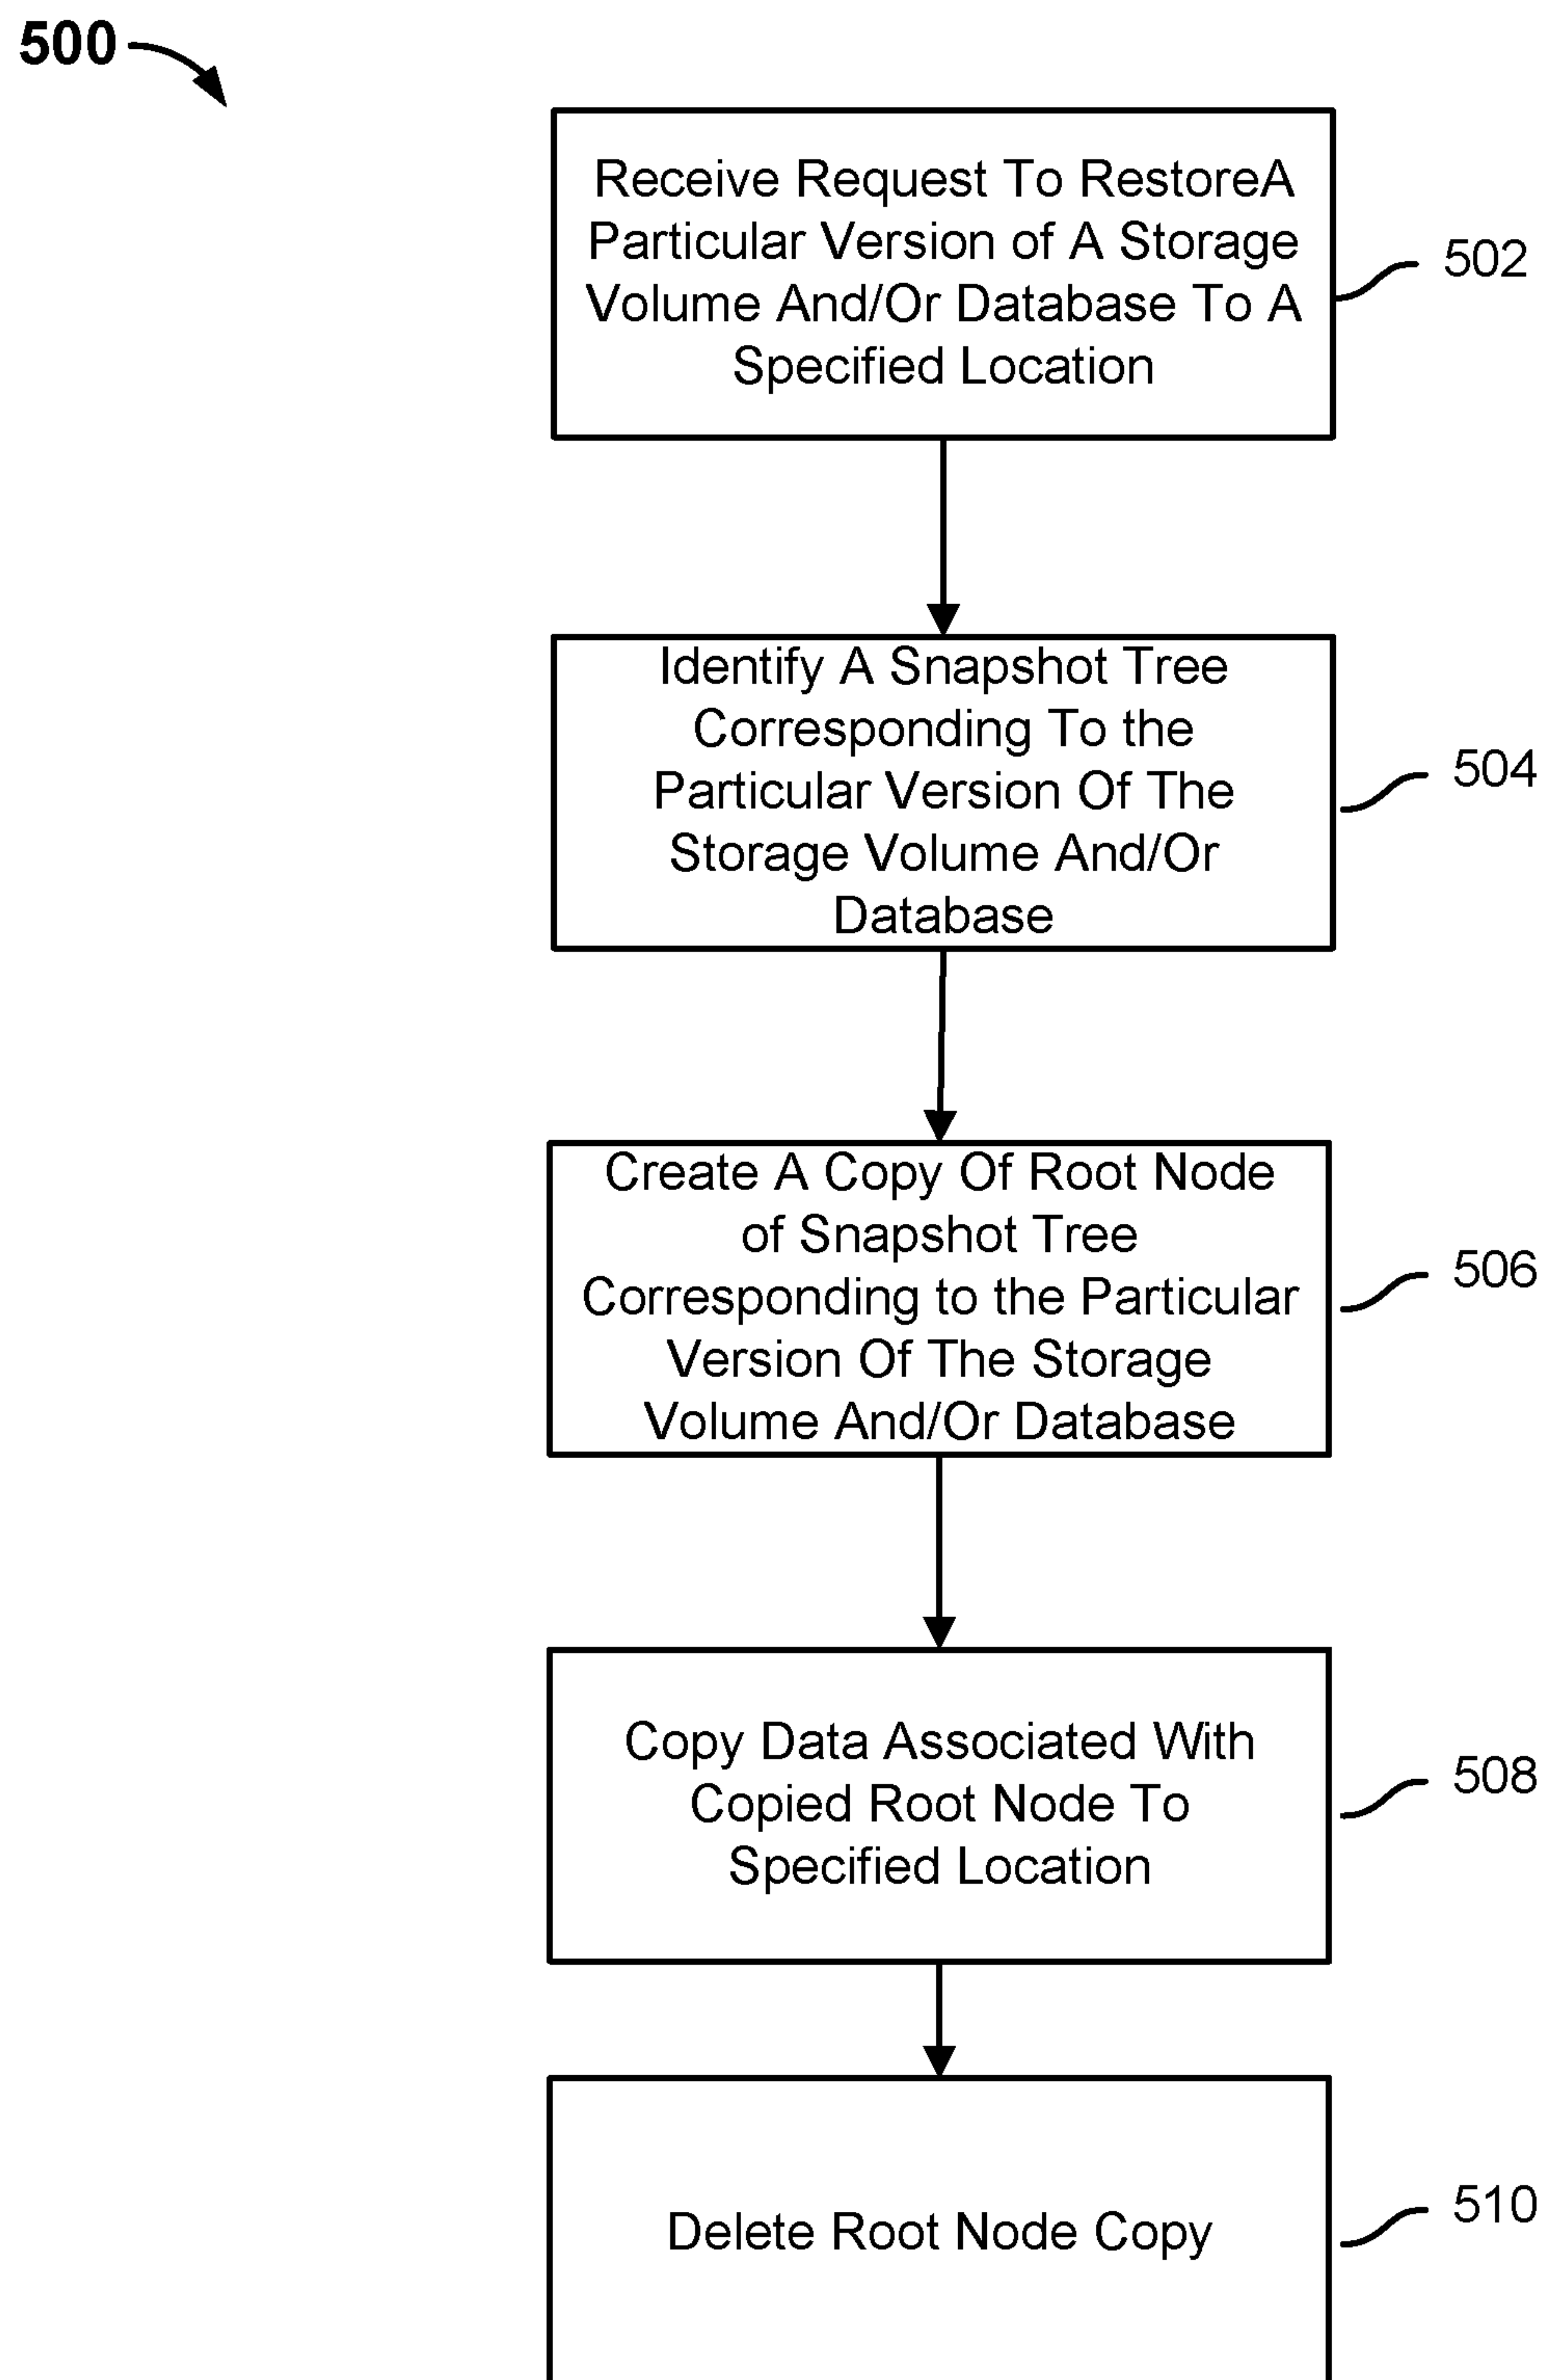 500
Receive Request To RestoreA
Particular Version of A Storage
Volume And/Or Database To A
Specified Location
502
Identify A Snapshot Tree
Corresponding To the
Particular Version Of The
Storage Volume And/Or
Database
504
Create A Copy Of Root Node
of Snapshot Tree
Corresponding to the Particular
Version Of The Storage
Volume And/Or Database
506
Copy Data Associated With
Copied Root Node To
Specified Location
508
Delete Root Node Copy
510